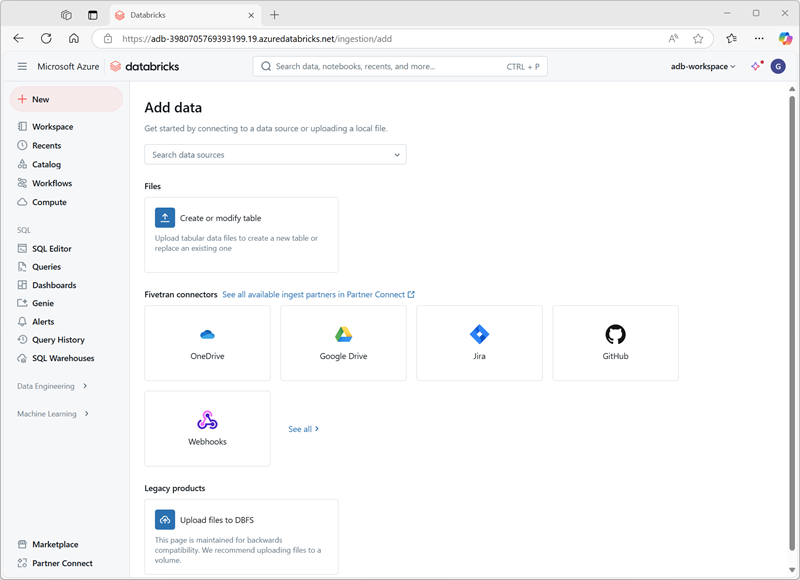 Databricks
https://adb-3980705769393199.19.azuredatabricks.net/ingestion/add
Microsoft Azure
databricks
Search data, notebooks, recents, and more...
CTRL + P
adb-workspace
G
New
Workspace
Recents
Catalog
Workflows
Compute
SQL
SQL Editor
Queries
Dashboards
Genie
Alerts
Query History
SQL Warehouses
Data Engineering
Machine Learning
Marketplace
Partner Connect
Add data
Get started by connecting to a data source or uploading a local file.
Search data sources
Files
Create or modify table
Upload tabular data files to create a new table or
replace an existing one
Fivetran connectors See all available ingest partners in Partner Connect
OneDrive
Google Drive
Jira
GitHub
Webhooks
See all
Legacy products
Upload files to DBFS
This page is maintained for backwards
compatibility. We recommend uploading files to a
volume.